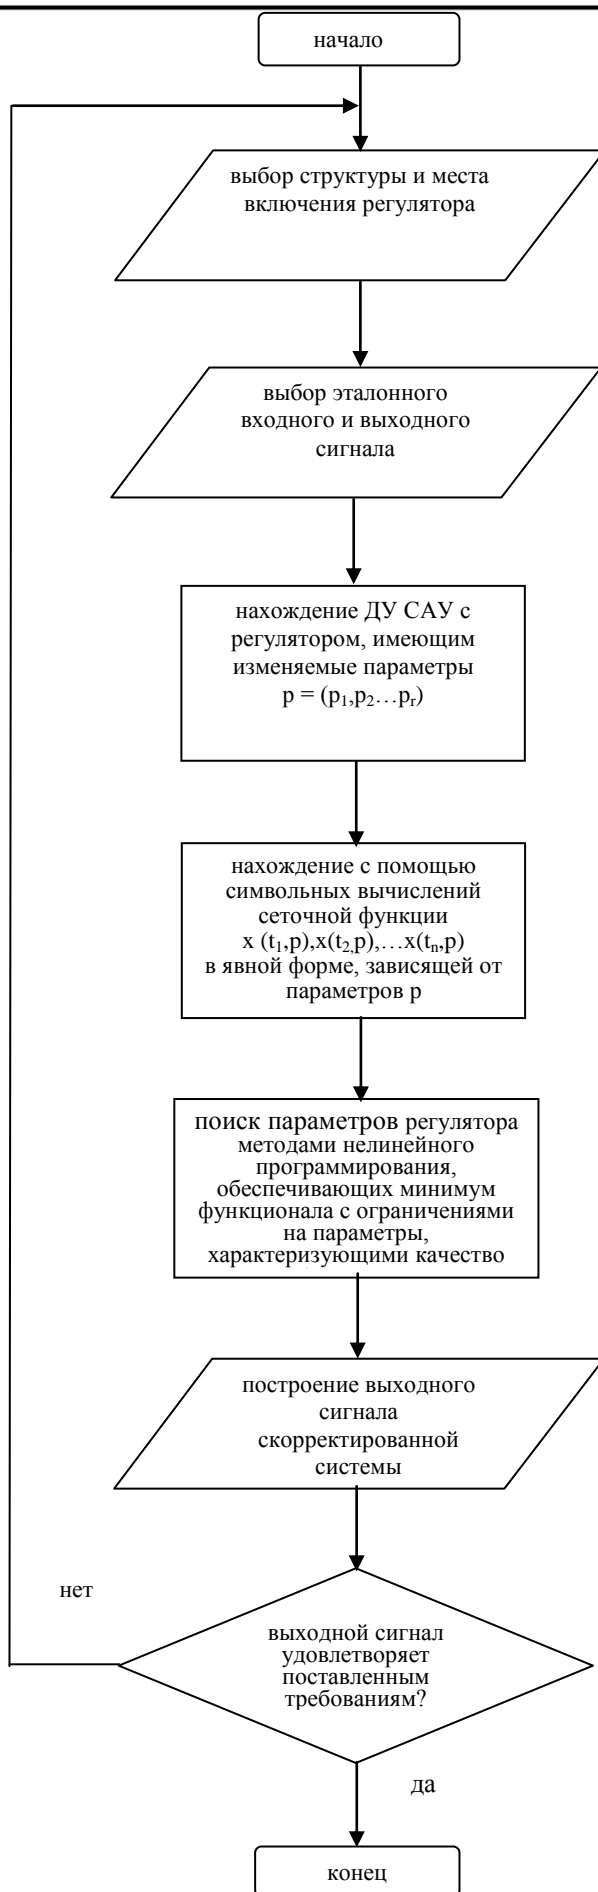 начало
выбор структуры и места
включения регулятора
выбор эталонного
входного и выходного
сигнала
нахождение ДУ САУ с
регулятором, имеющим
изменяемые параметры
p = (p₁,p₂…pᵣ)
нахождение с помощью
символьных вычислений
сеточной функции
x (t₁,p),x(t₂,p),…x(tₙ,p)
в явной форме, зависящей от
параметров p
поиск параметров регулятора
методами нелинейного
программирования,
обеспечивающих минимум
функционала с ограничениями
на параметры,
характеризующими качество
построение выходного
сигнала
скорректированной
системы
нет
выходной сигнал
удовлетворяет
поставленным
требованиям?
да
конец